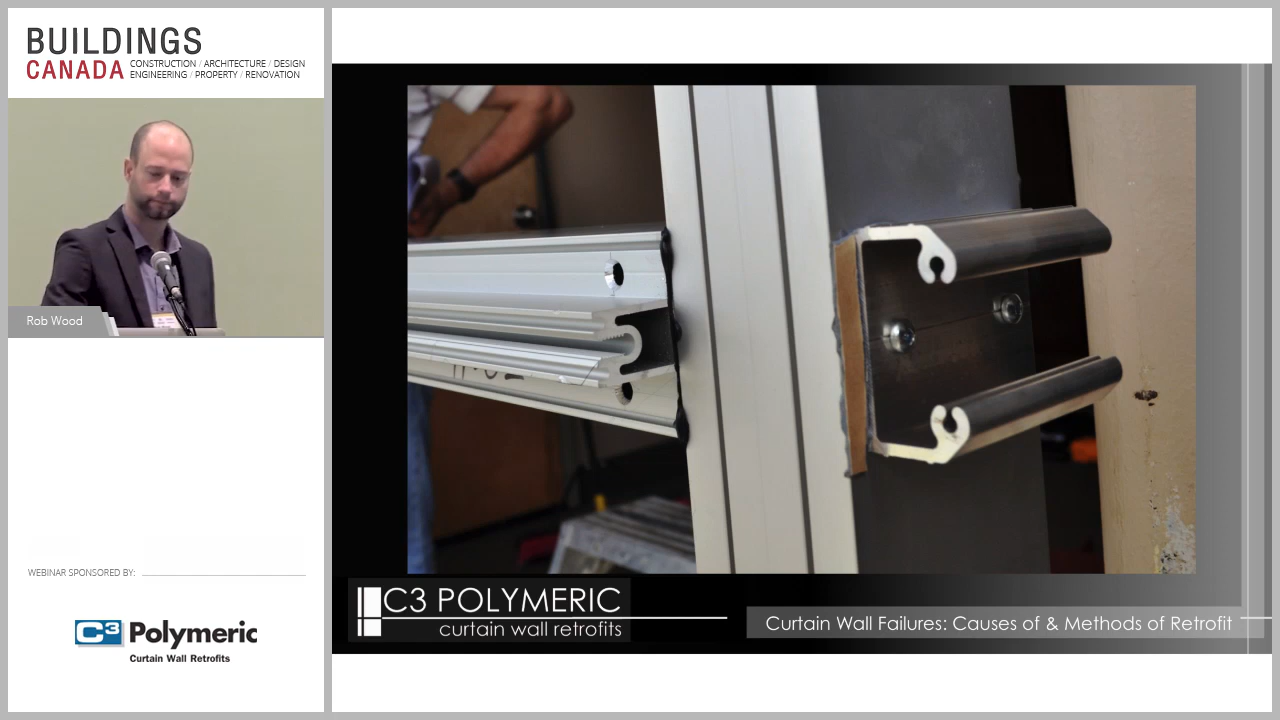 BUILDINGS
CANADA
CONSTRUCTION / ARCHITECTURE / DESIGN
ENGINEERING / PROPERTY / RENOVATION
Rob Wood
WEBINAR SPONSORED BY:
C3 Polymeric
Curtain Wall Retrofits
C3 POLYMERIC
curtain wall retrofits
Curtain Wall Failures: Causes of & Methods of Retrofit